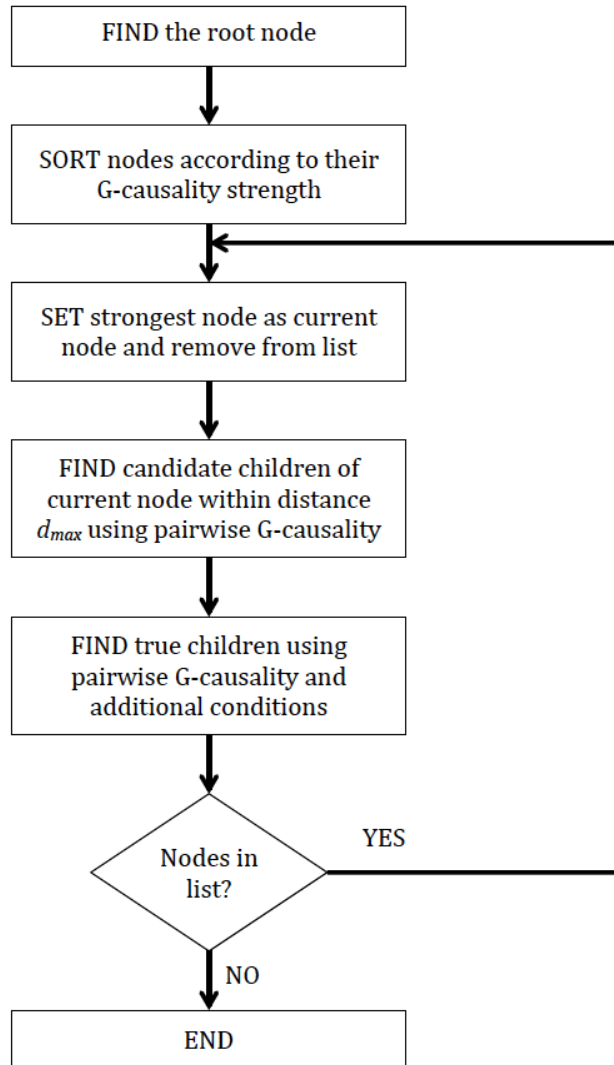 FIND the root node
SORT nodes according to their
G-causality strength
SET strongest node as current
node and remove from list
FIND candidate children of
current node within distance
dmax using pairwise G-causality
FIND true children using
pairwise G-causality and
additional conditions
Nodes in
list?
YES
NO
END